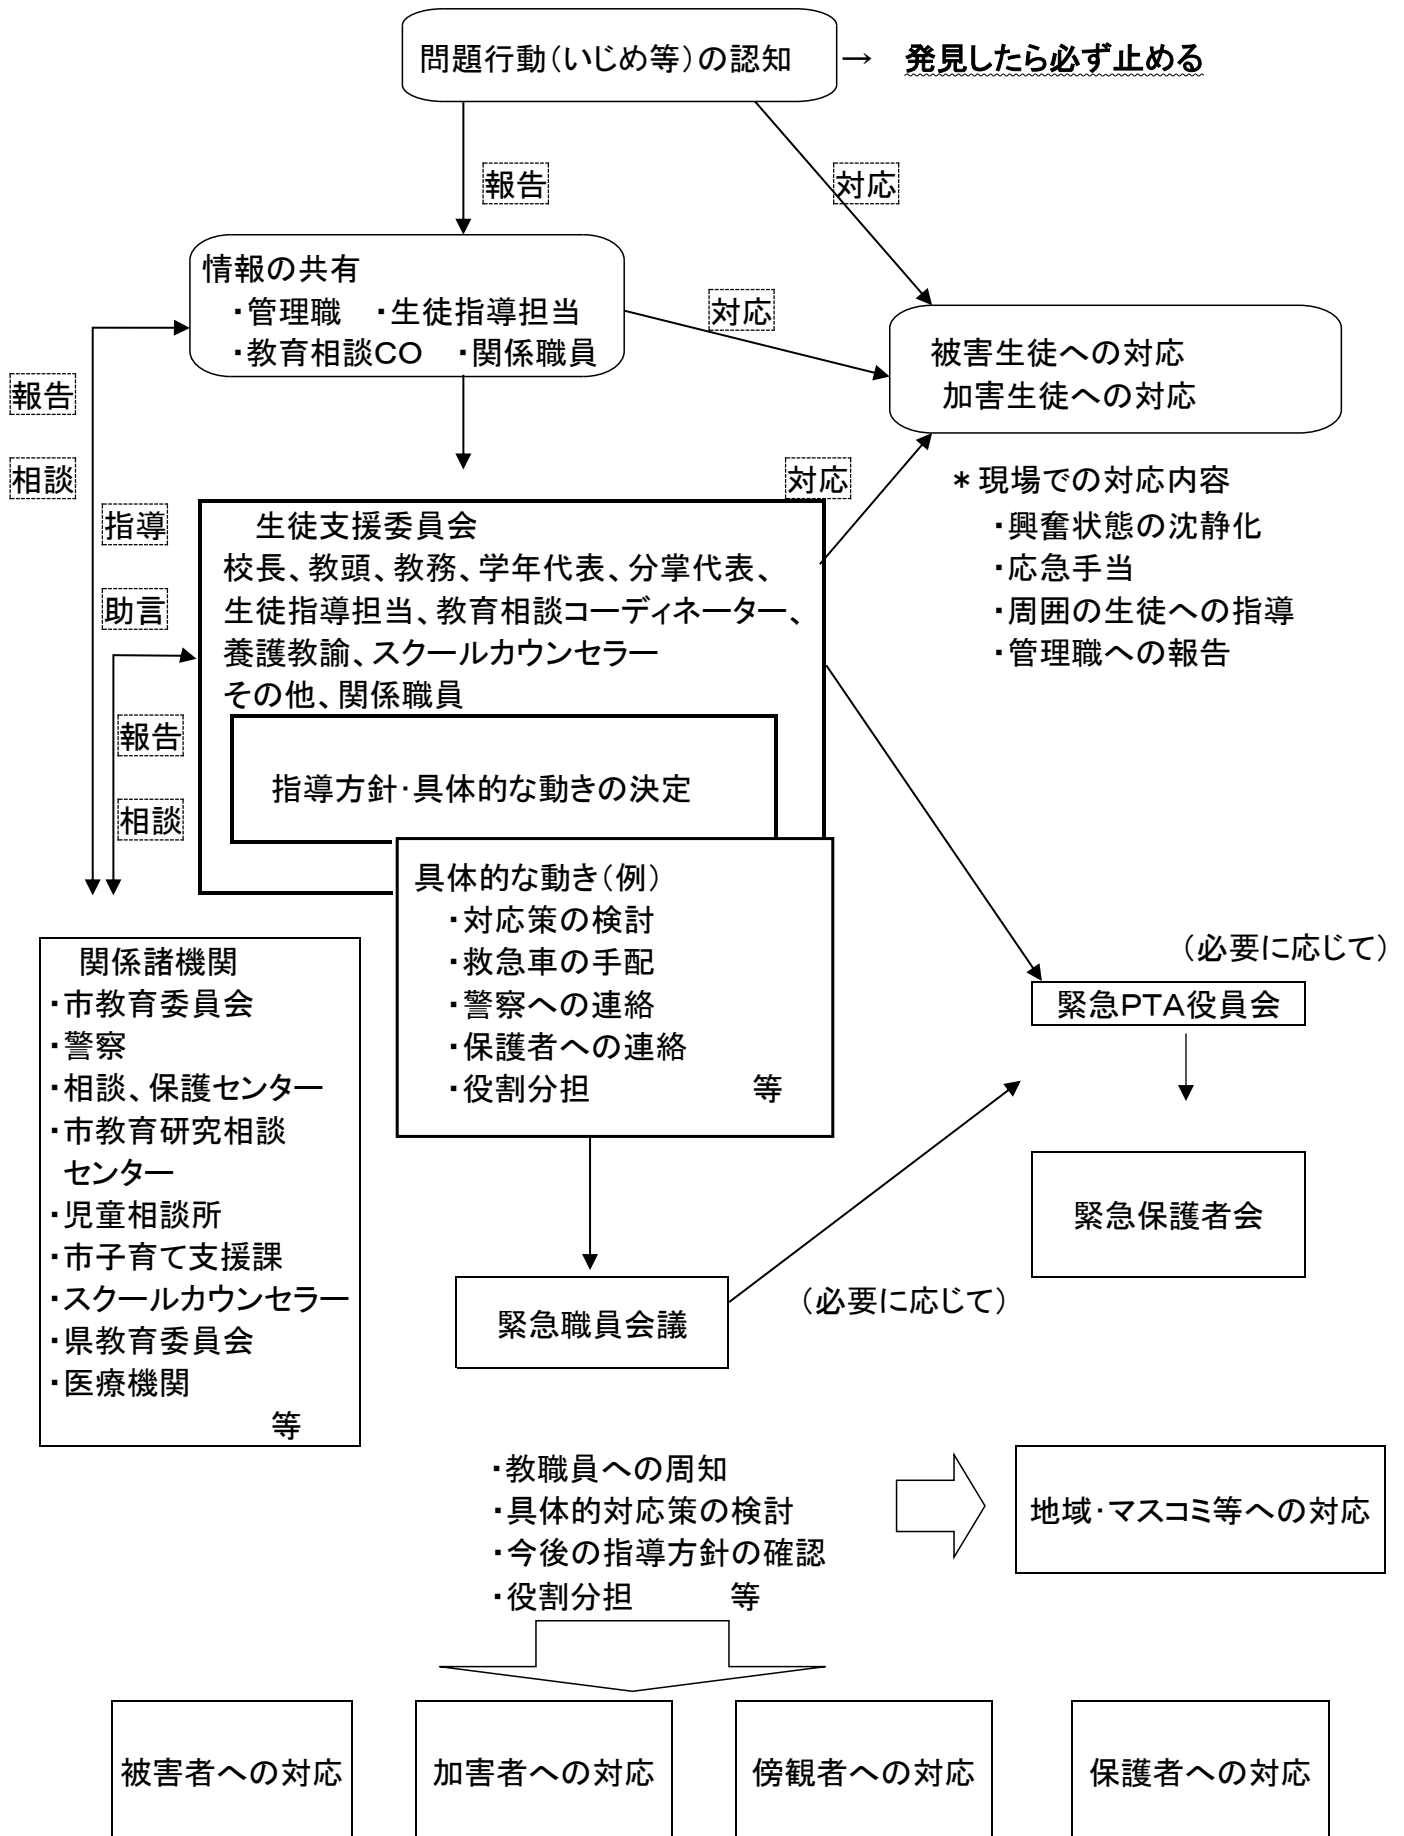 問題行動（いじめ等）の認知
→　発見したら必ず止める
報告
対応
情報の共有
・管理職　・生徒指導担当
・教育相談ＣＯ　・関係職員
対応
被害生徒への対応
加害生徒への対応
報告
相談
対応
＊現場での対応内容
・興奮状態の沈静化
・応急手当
・周囲の生徒への指導
・管理職への報告
指導
助言
生徒支援委員会
校長、教頭、教務、学年代表、分掌代表、
生徒指導担当、教育相談コーディネーター、
養護教諭、スクールカウンセラー
その他、関係職員
報告
相談
指導方針・具体的な動きの決定
具体的な動き（例）
・対応策の検討
・救急車の手配
・警察への連絡
・保護者への連絡
・役割分担　　　　　等
関係諸機関
・市教育委員会
・警察
・相談、保護センター
・市教育研究相談
センター
・児童相談所
・市子育て支援課
・スクールカウンセラー
・県教育委員会
・医療機関
等
（必要に応じて）
緊急ＰＴＡ役員会
緊急保護者会
緊急職員会議
（必要に応じて）
・教職員への周知
・具体的対応策の検討
・今後の指導方針の確認
・役割分担　　　等
地域・マスコミ等への対応
被害者への対応
加害者への対応
傍観者への対応
保護者への対応